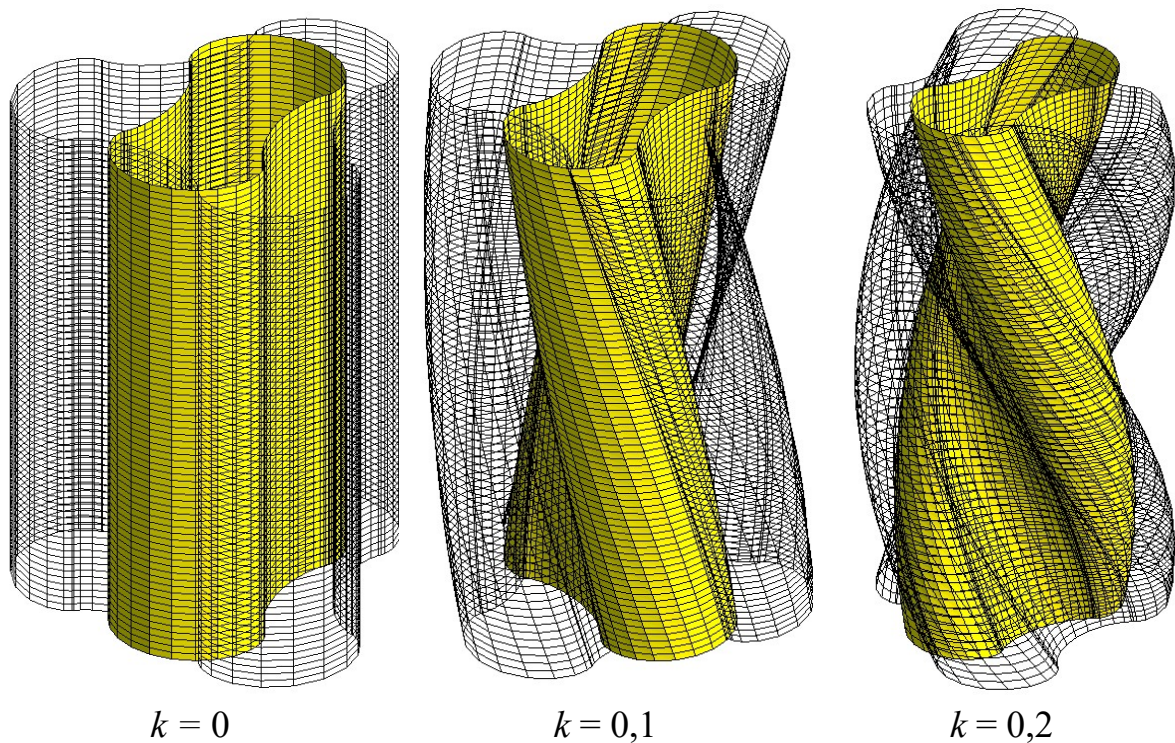 k = 0 k = 0,1 k = 0,2